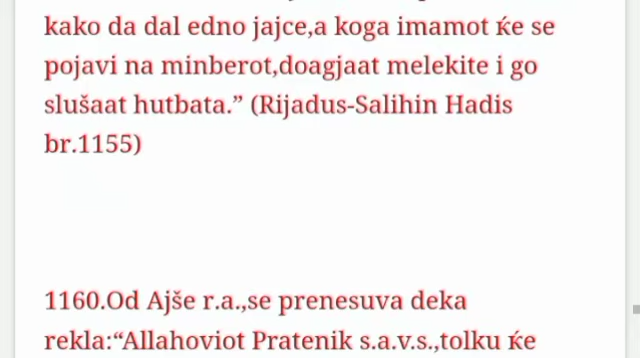 kako da dal edno jajce,a koga imamot ќe se
pojavi na minberot,doagjaat melekite i go
slušaat hutbata.” (Rijadus-Salihin Hadis
br.1155)
1160.Od Ajše r.a.,se prenesuva deka
rekla:“Allahoviot Pratenik s.a.v.s.,tolku ќe